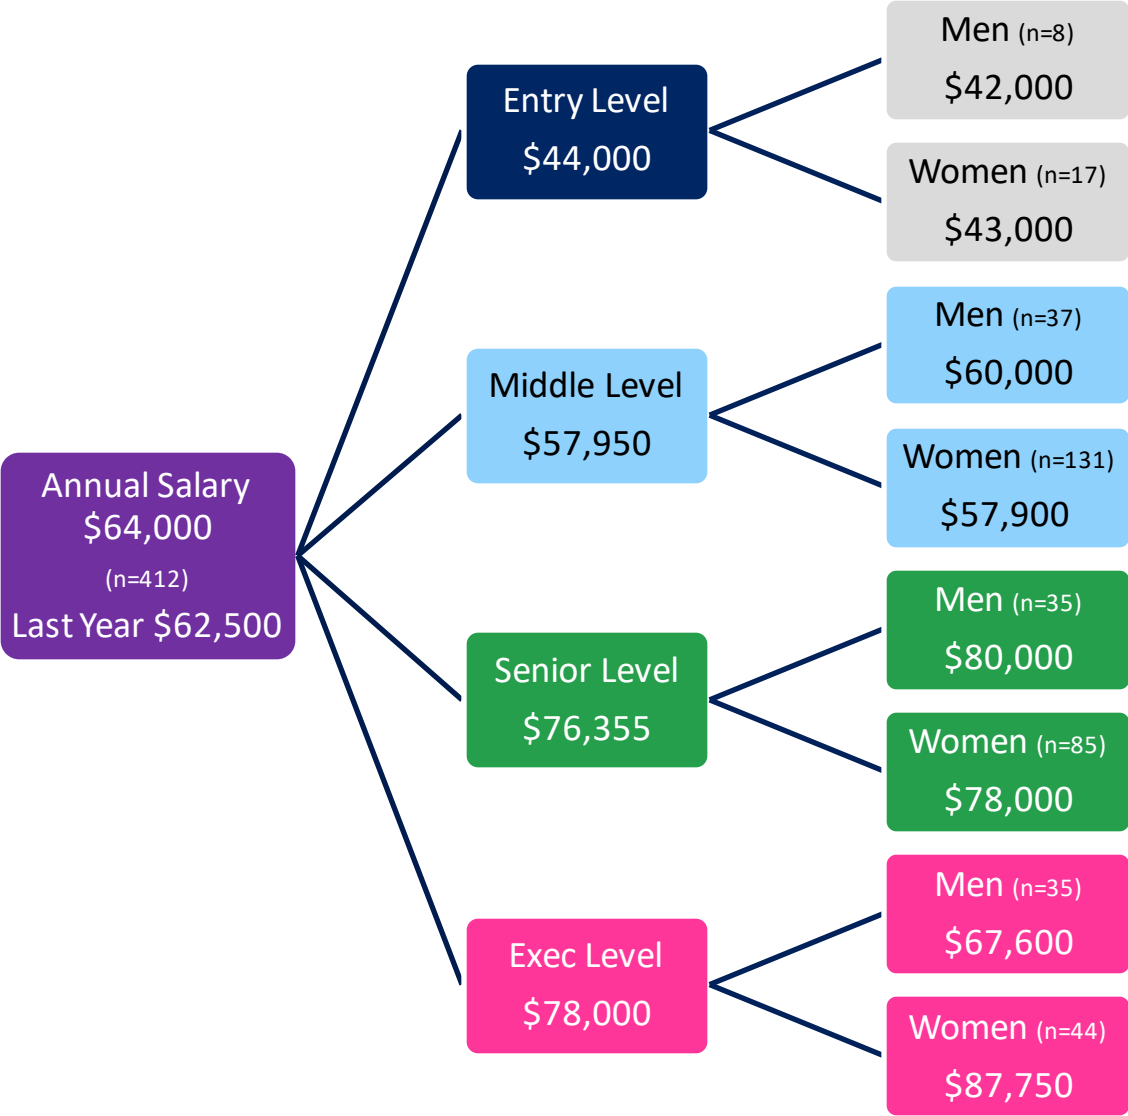 Annual Salary
$64,000
(n=412)
Last Year $62,500
Entry Level
$44,000
Men (n=8)
$42,000
Women (n=17)
$43,000
Middle Level
$57,950
Men (n=37)
$60,000
Women (n=131)
$57,900
Senior Level
$76,355
Men (n=35)
$80,000
Women (n=85)
$78,000
Exec Level
$78,000
Men (n=35)
$67,600
Women (n=44)
$87,750